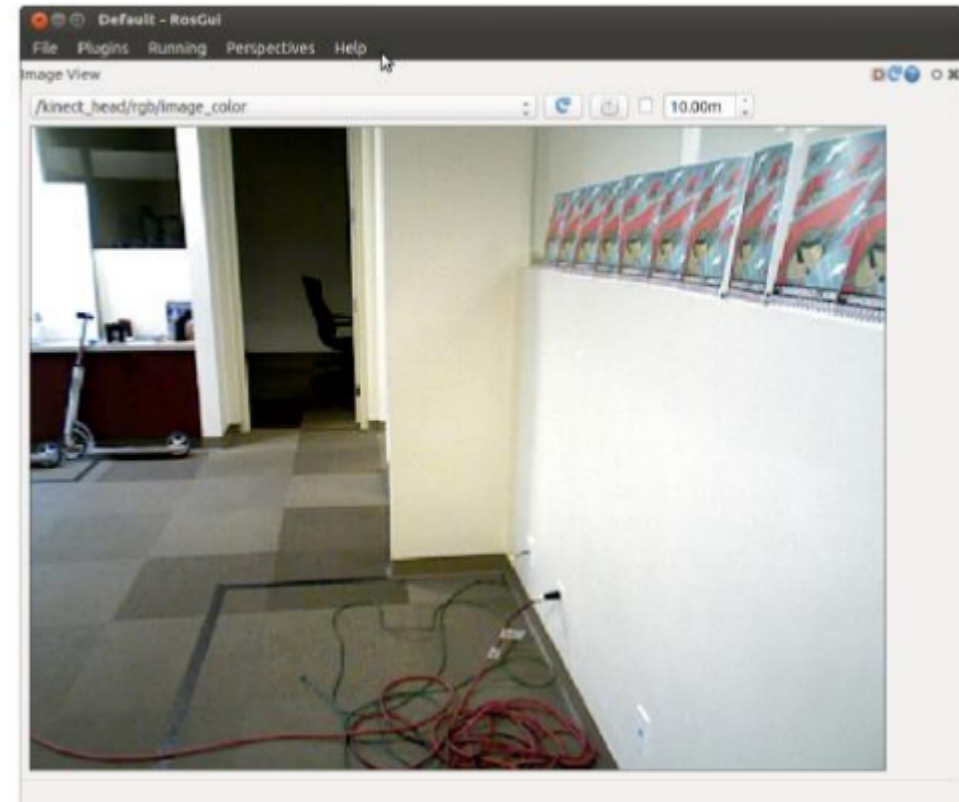 Default - RosGui
File Plugins Running Perspectives Help
Image View
/kinect_head/rgb/image_color 10.00m